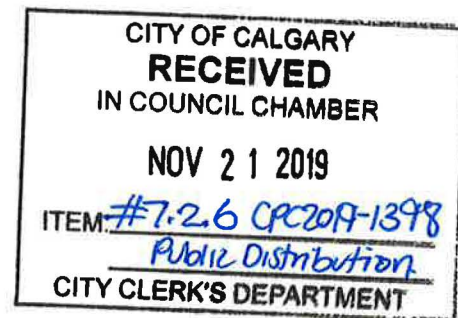 CITY OF CALGARY
RECEIVED
IN COUNCIL CHAMBER
NOV 21 2019
ITEM: #7.2.6 CPC2019-1398
Public Distribution
CITY CLERK'S DEPARTMENT